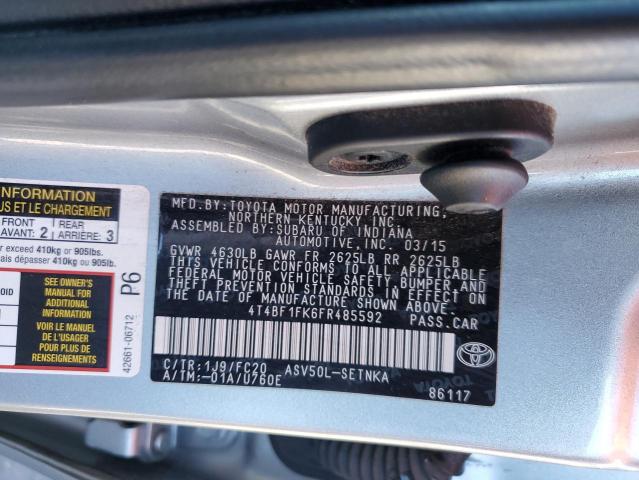 INFORMATION
US ET LE CHARGEMENT
FRONT
AVANT: 2
REAR
ARRIÈRE: 3
exceed 410kg or 905lbs.
ais dépasser 410kg ou 905lb.
SEE OWNER'S
MANUAL FOR
ADDITIONAL
INFORMATION
VOIR LE MANUEL
DE L'USAGER
POUR PLUS DE
RENSEIGNEMENTS
P6
42661-06712
MFD.BY:TOYOTA MOTOR MANUFACTURING,
NORTHERN KENTUCKY, INC.
ASSEMBLED BY:SUBARU OF INDIANA
AUTOMOTIVE, INC. 03/15
GVWR 4630LB GAWR FR 2625LB RR 2625LB
THIS VEHICLE CONFORMS TO ALL APPLICABLE
FEDERAL MOTOR VEHICLE SAFETY, BUMPER, AND
THEFT PREVENTION STANDARDS IN EFFECT ON
THE DATE OF MANUFACTURE SHOWN ABOVE.
4T4BF1FK6FR485592 PASS.CAR
C/TR:1J9/FC20 ASV50L-SETNKA
A/TM:-01A/U760E
TOYOTA
86117